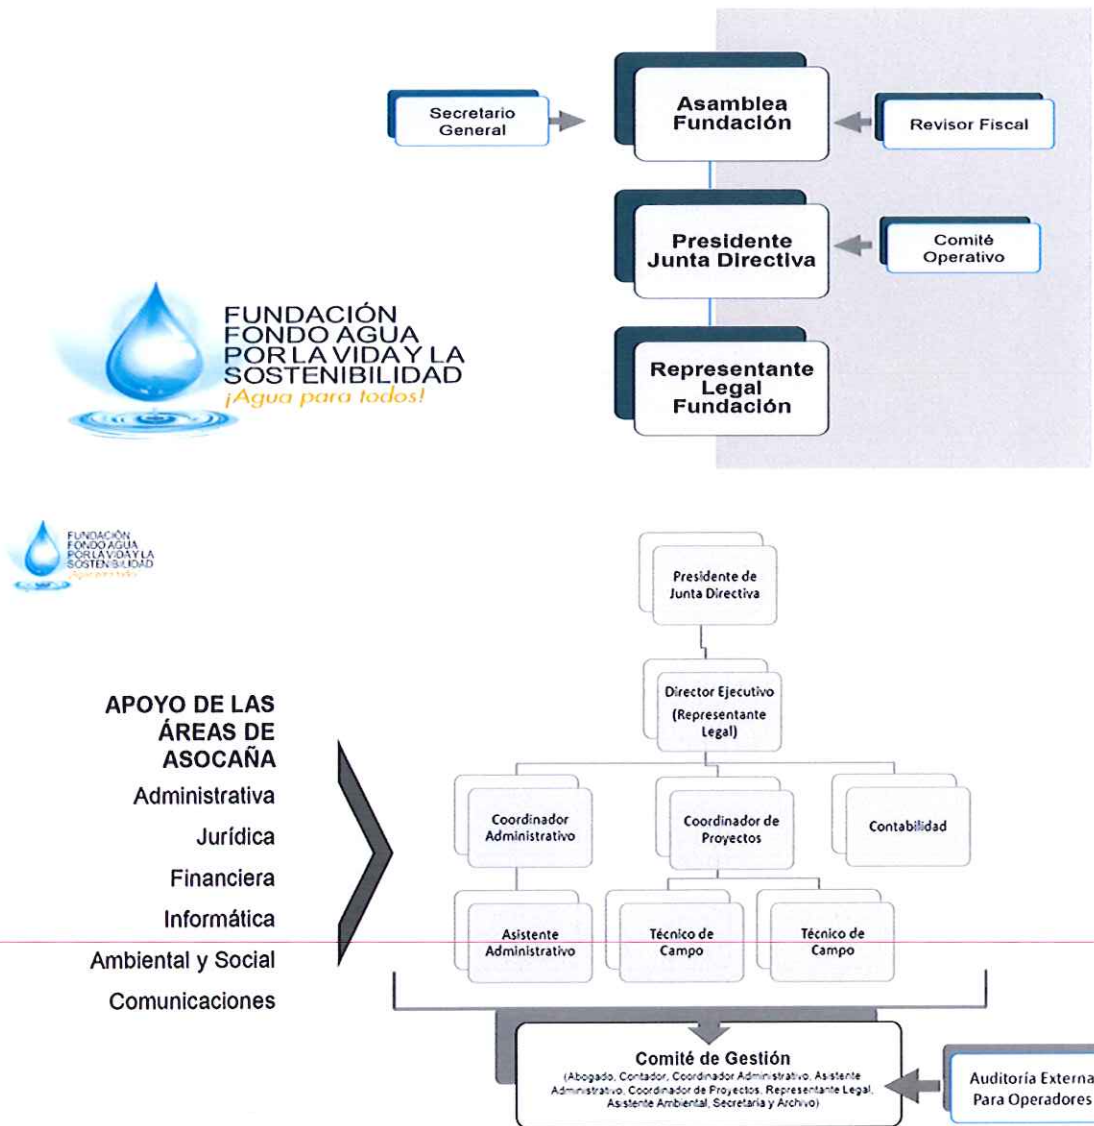 Asamblea
Fundación
Secretario
General
Revisor Fiscal
Presidente
Junta Directiva
Comité
Operativo
Representante
Legal
Fundación
FUNDACIÓN
FONDO AGUA
POR LA VIDA Y LA
SOSTENIBILIDAD
¡Agua para todos!
FUNDACIÓN
FONDO AGUA
POR LA VIDA Y LA
SOSTENIBILIDAD
Presidente de
Junta Directiva
Director Ejecutivo
(Representante
Legal)
APOYO DE LAS
ÁREAS DE
ASOCAÑA
Administrativa
Jurídica
Financiera
Informática
Ambiental y Social
Comunicaciones
Coordinador
Administrativo
Coordinador de
Proyectos
Contabilidad
Asistente
Administrativo
Técnico de
Campo
Técnico de
Campo
Comité de Gestión
(Abogado, Contador, Coordinador Administrativo, Asistente
Administrativo, Coordinador de Proyectos, Representante Legal,
Asistente Ambiental, Secretaria y Archivo)
Auditoría Externa
Para Operadores